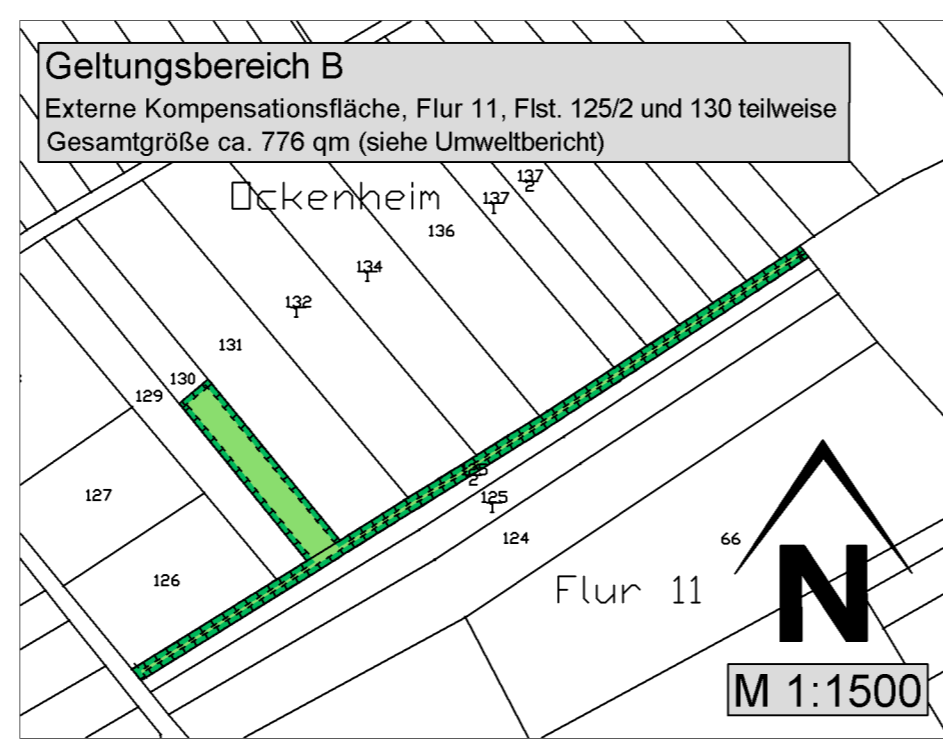 Geltungsbereich B
Externe Kompensationsfläche, Flur 11, Flst. 125/2 und 130 teilweise
Gesamtgröße ca. 776 qm (siehe Umweltbericht)
137
2
Ockenheim
137
1
136
134
1
132
1
131
130
129
127
125
2
125
1
124
66
126
Flur 11
N
M 1:1500